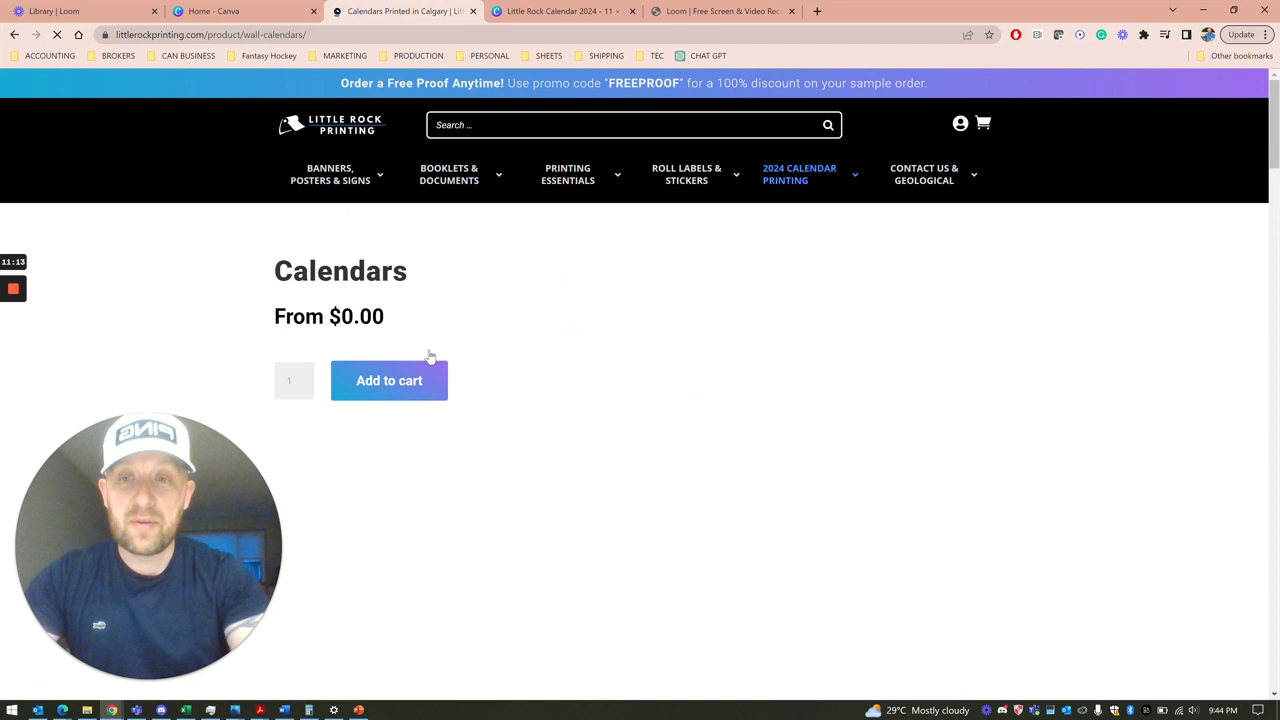 Library | Loom
Home - Canva
Calendars Printed in Calgary | Lit
Little Rock Calendar 2024 - 11 ×
Loom | Free Screen & Video Rec
littlerockprinting.com/product/wall-calendars/
Update
ACCOUNTING
BROKERS
CAN BUSINESS
Fantasy Hockey
MARKETING
PRODUCTION
PERSONAL
SHEETS
SHIPPING
TEC
CHAT GPT
Other bookmarks
Order a Free Proof Anytime! Use promo code "FREEPROOF" for a 100% discount on your sample order.
LITTLE ROCK
PRINTING
Search ...
BANNERS,
POSTERS & SIGNS
BOOKLETS &
DOCUMENTS
PRINTING
ESSENTIALS
ROLL LABELS &
STICKERS
2024 CALENDAR
PRINTING
CONTACT US &
GEOLOGICAL
11:13
Calendars
From $0.00
1
Add to cart
PING
29°C Mostly cloudy
9:44 PM